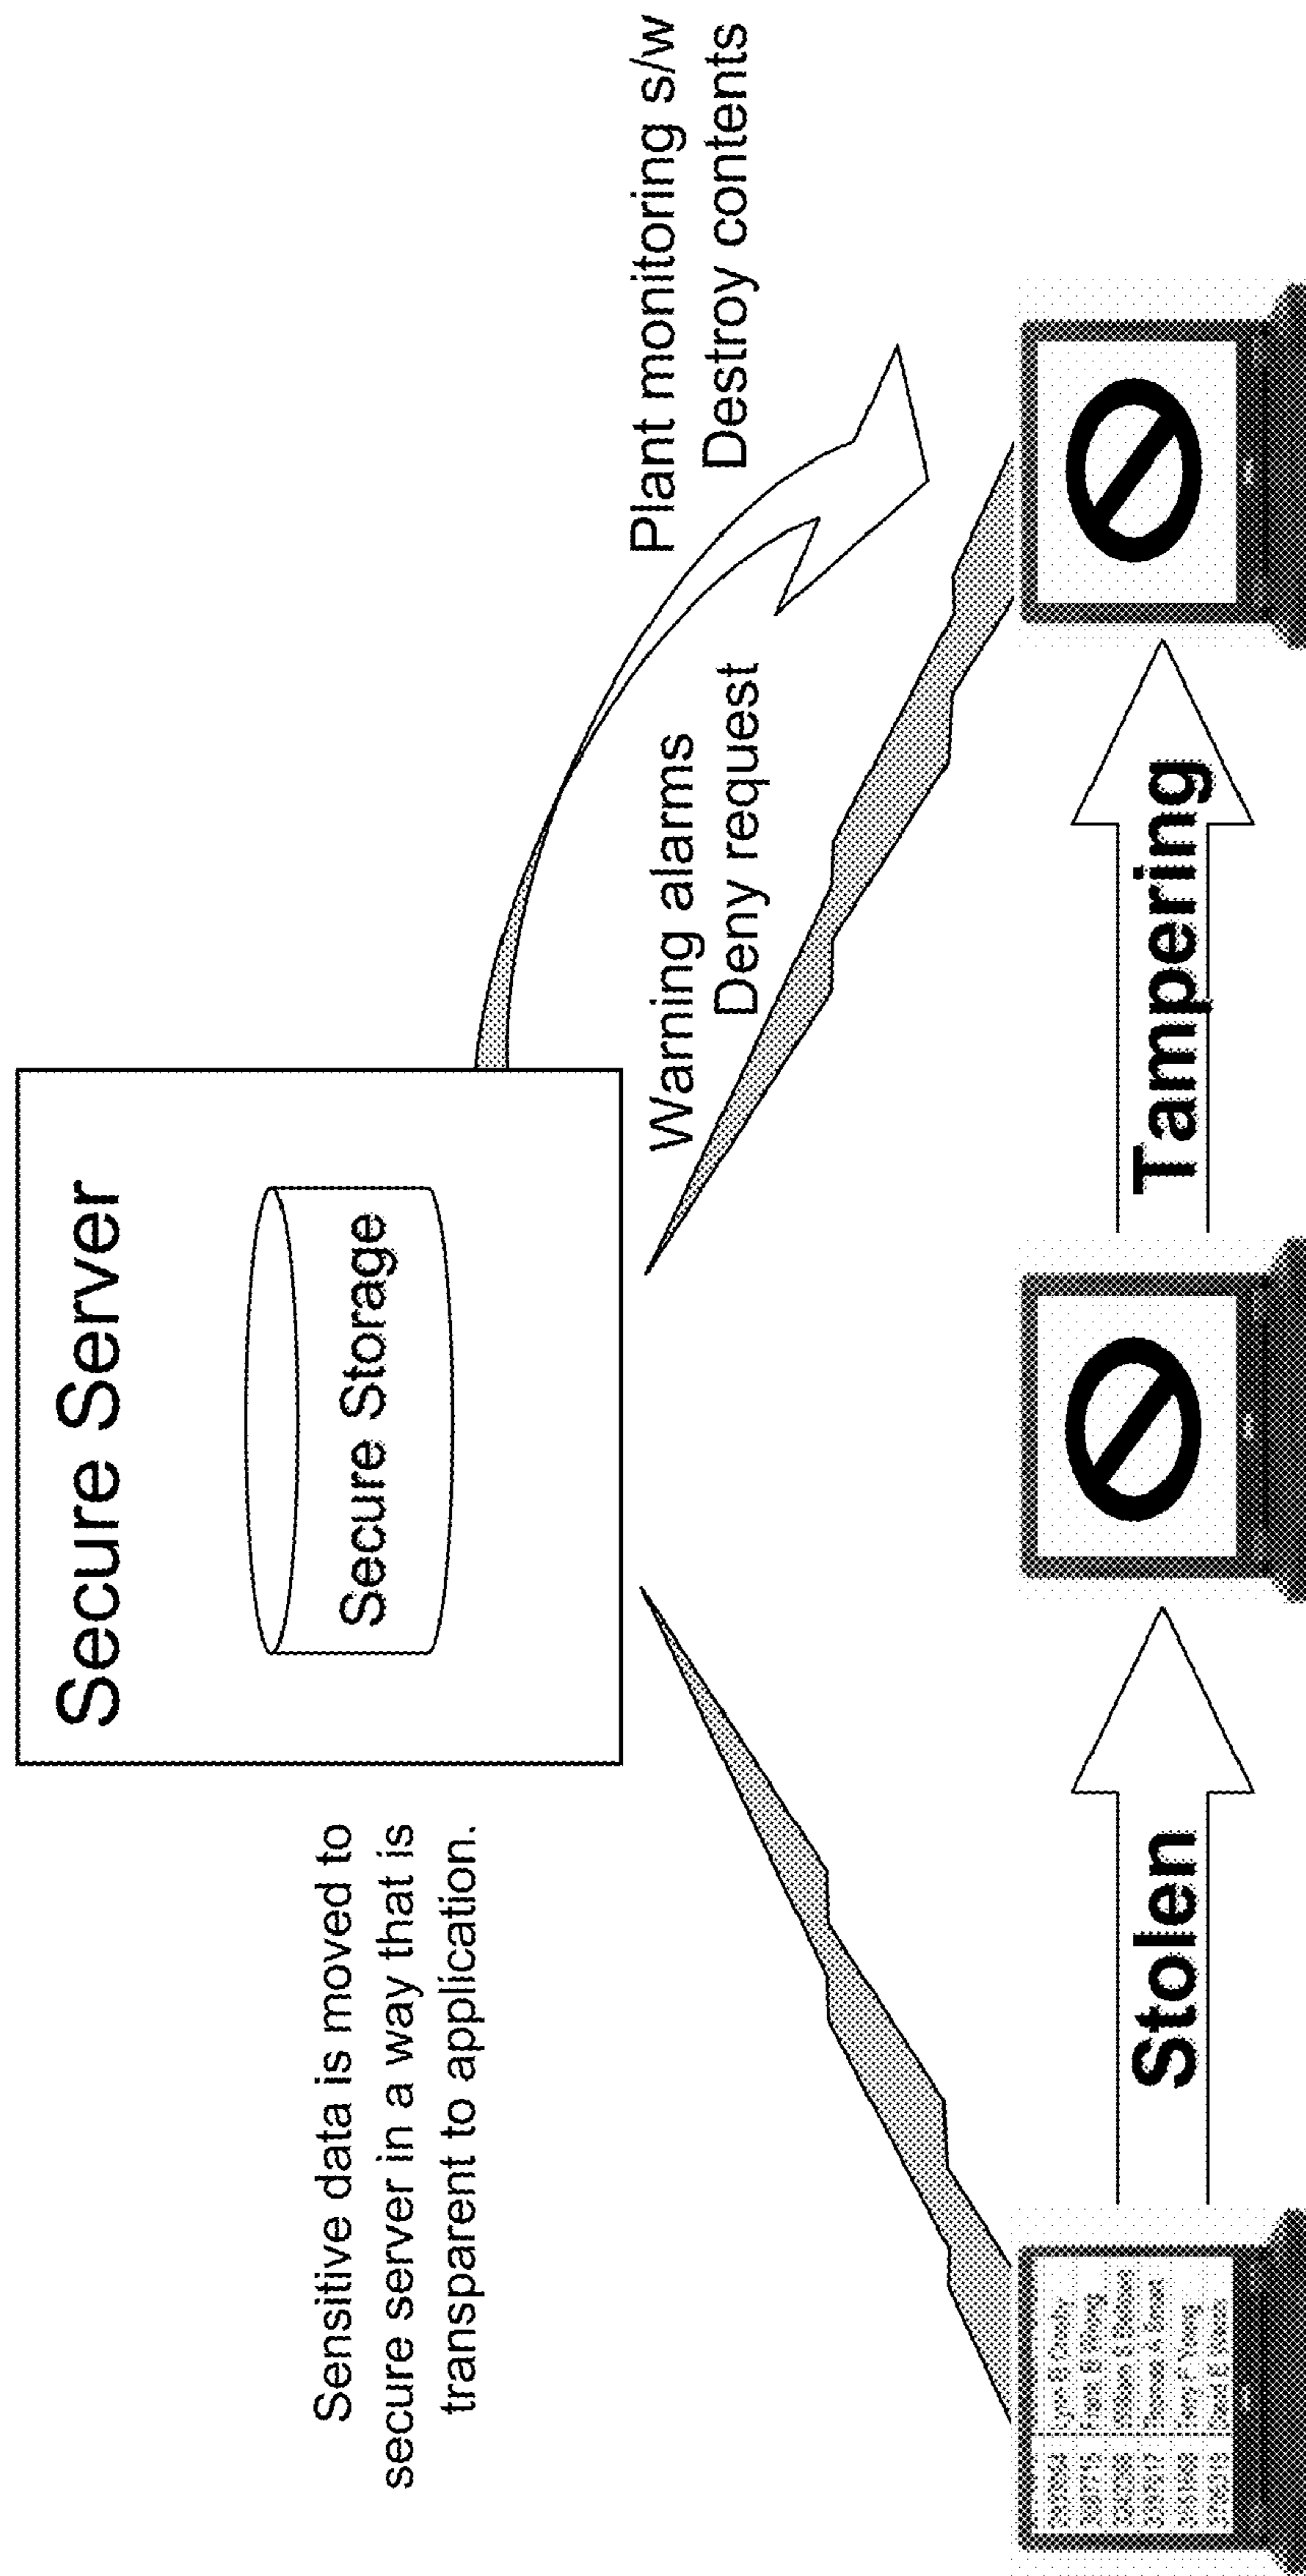 Secure Server
Secure Storage
Sensitive data is moved to
secure server in a way that is
transparent to application.
Warning alarms
Deny request
Plant monitoring s/w
Destroy contents
Stolen
Tampering